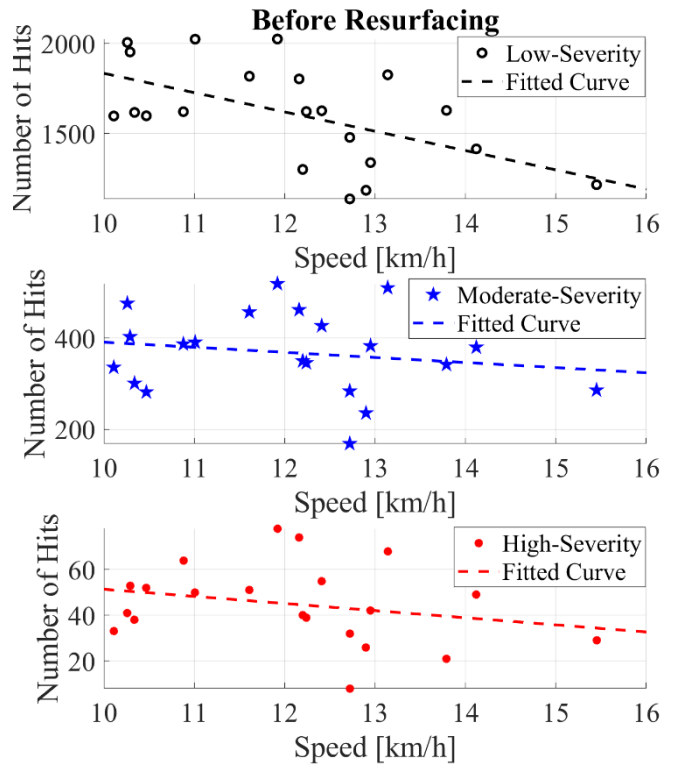 Before Resurfacing
Number of Hits
2000
1500
Low-Severity
Fitted Curve
10 11 12 13 14 15 16
Speed [km/h]
Number of Hits
400
200
Moderate-Severity
Fitted Curve
10 11 12 13 14 15 16
Speed [km/h]
Number of Hits
60
40
20
High-Severity
Fitted Curve
10 11 12 13 14 15 16
Speed [km/h]